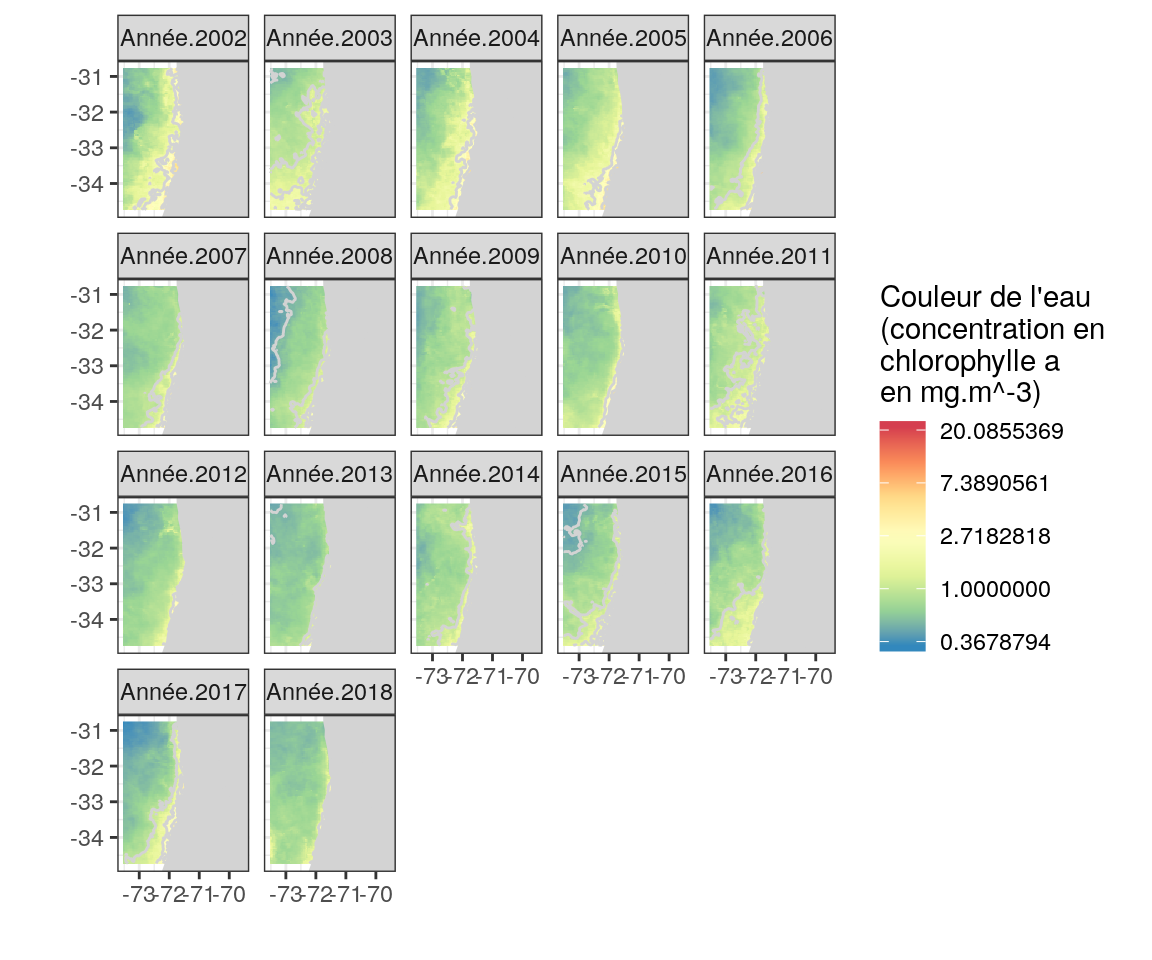 Année.2002 Année.2003 Année.2004 Année.2005 Année.2006
-31
-32
-33
-34
Année.2007 Année.2008 Année.2009 Année.2010 Année.2011
-31
-32
-33
-34
Année.2012 Année.2013 Année.2014 Année.2015 Année.2016
-31
-32
-33
-34
-73 -72 -71 -70 -73 -72 -71 -70 -73 -72 -71 -70
Année.2017 Année.2018
-31
-32
-33
-34
-73 -72 -71 -70 -73 -72 -71 -70
Couleur de l'eau
(concentration en
chlorophylle a
en mg.m^-3)
20.0855369
7.3890561
2.7182818
1.0000000
0.3678794